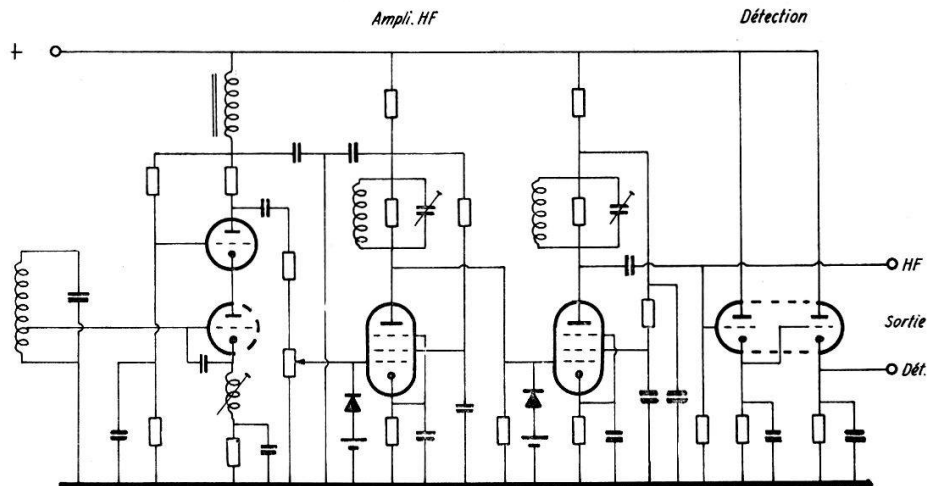 Ampli. HF
Détection
+
HF
Sortie
Dét.